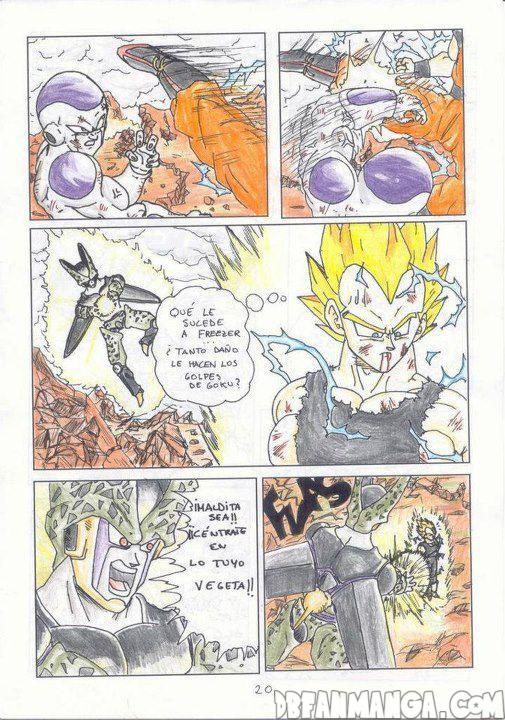 QUÉ LE
SUCEDE
A FREEZER
...
¿TANTO DAÑO
LE HACEN LOS
GOLPES
DE GOKU?
¡¡MALDITA
SEA!!
¡¡CÉNTRATE
EN
LO TUYO
VEGETA!!
20
DBFANMANGA.COM